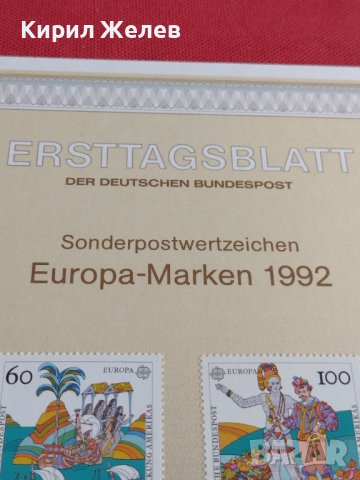 Кирил Желев
ERSTTAGSBLATT
DER DEUTSCHEN BUNDESPOST
Sonderpostwertzeichen
Europa-Marken 1992
60
EUROPA
EUROPA
100